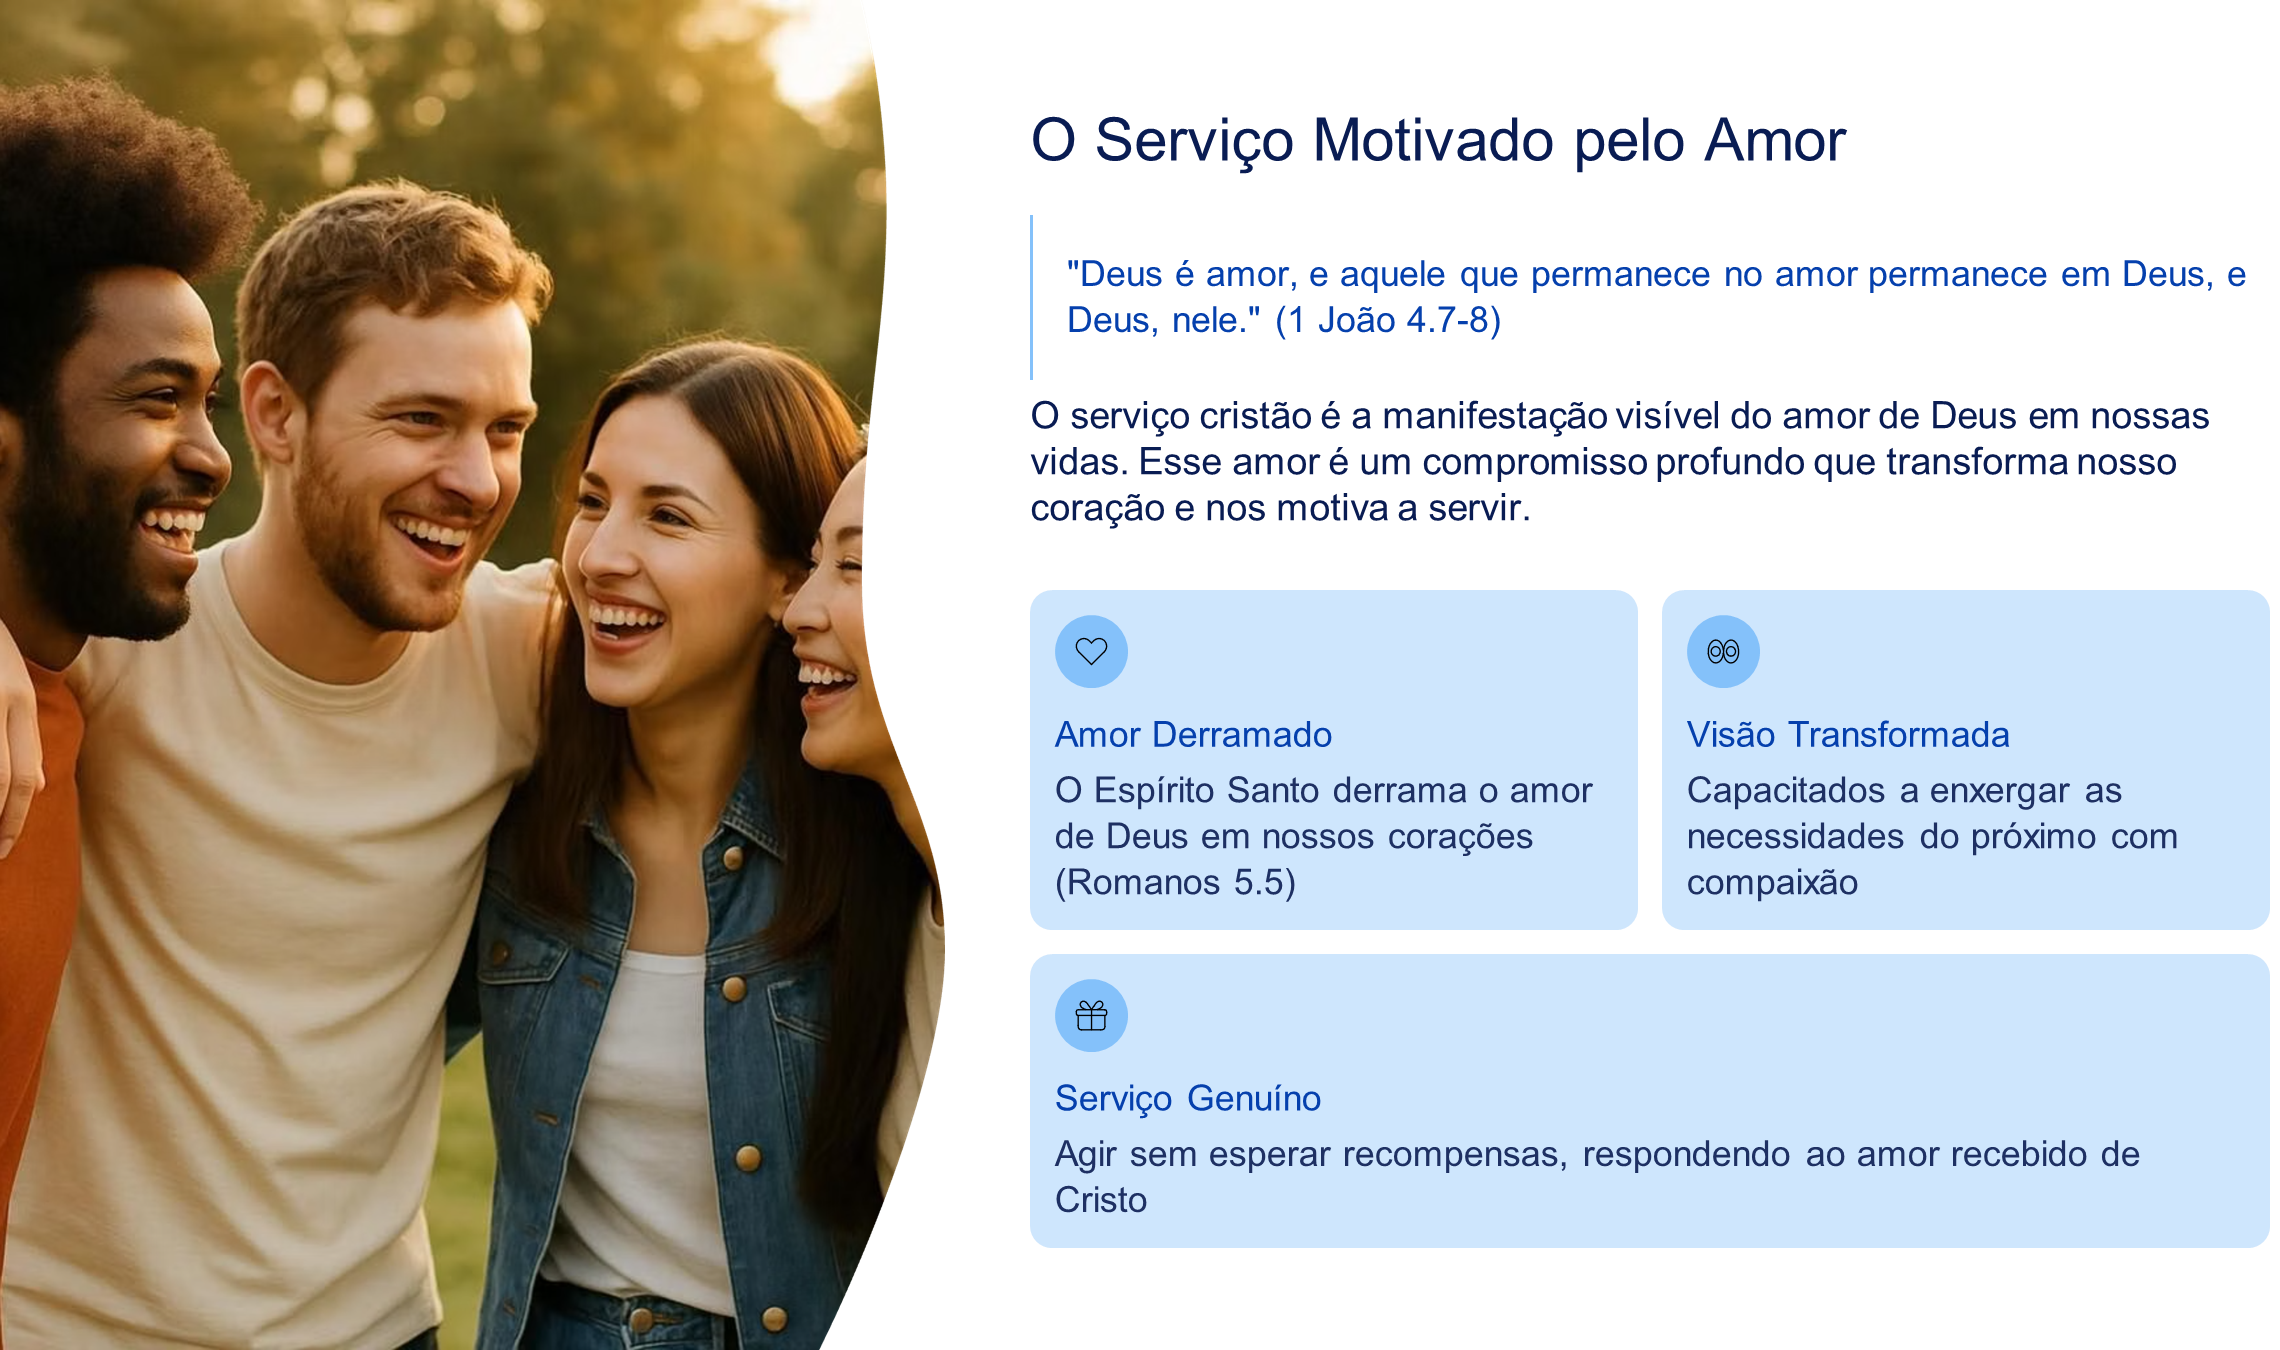 O Serviço Motivado pelo Amor
"Deus é amor, e aquele que permanece no amor permanece em Deus, e
Deus, nele." (1 João 4.7-8)
O serviço cristão é a manifestação visível do amor de Deus em nossas
vidas. Esse amor é um compromisso profundo que transforma nosso
coração e nos motiva a servir.
Amor Derramado
O Espírito Santo derrama o amor
de Deus em nossos corações
(Romanos 5.5)
Visão Transformada
Capacitados a enxergar as
necessidades do próximo com
compaixão
Serviço Genuíno
Agir sem esperar recompensas, respondendo ao amor recebido de
Cristo